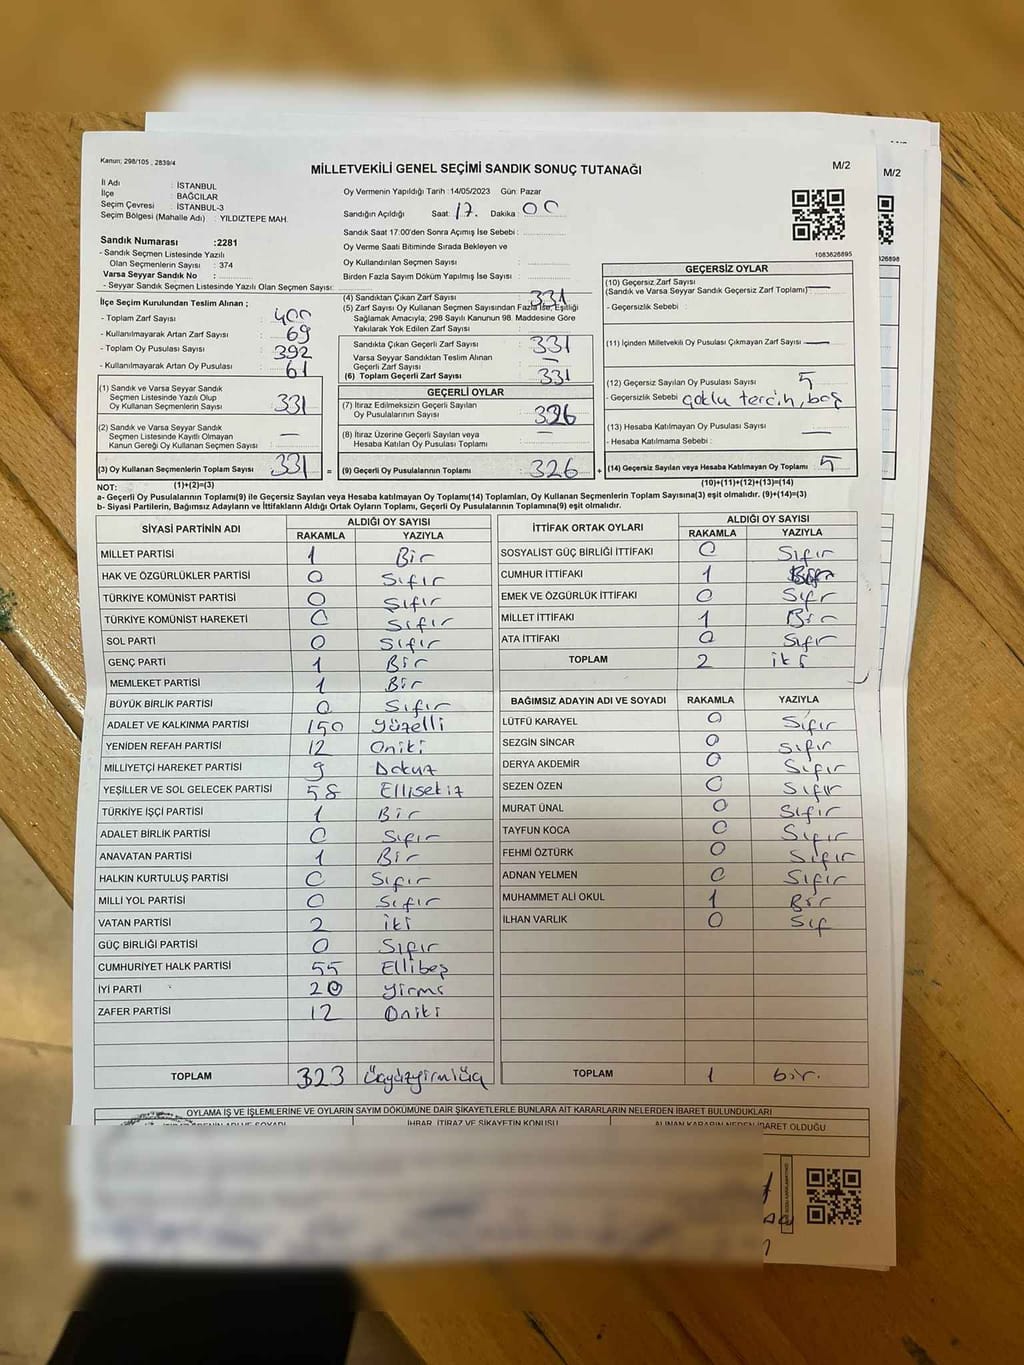 Kanun; 298/105 , 2839/4
MİLLETVEKİLİ GENEL SEÇİMİ SANDIK SONUÇ TUTANAĞI
M/2
M/2
İl Adı : İSTANBUL
İlçe : BAĞCILAR
Seçim Çevresi : İSTANBUL-3
Seçim Bölgesi (Mahalle Adı) : YILDIZTEPE MAH.
Sandık Numarası :2281
- Sandık Seçmen Listesinde Yazılı
Olan Seçmenlerin Sayısı : 374
Varsa Seyyar Sandık No :
- Seyyar Sandık Seçmen Listesinde Yazılı Olan Seçmen Sayısı:
Oy Vermenin Yapıldığı Tarih :14/05/2023 Gün: Pazar
Sandığın Açıldığı Saat: 17. Dakika: 00
Sandık Saat 17:00'den Sonra Açımış İse Sebebi :
Oy Verme Saati Bitiminde Sırada Bekleyen ve
Oy Kullandırılan Seçmen Sayısı :
Birden Fazla Sayım Döküm Yapılmış İse Sayısı :
1083626895
26898
İlçe Seçim Kurulundan Teslim Alınan ;
- Toplam Zarf Sayısı : 400
- Kullanılmayarak Artan Zarf Sayısı : 69
- Toplam Oy Pusulası Sayısı : 392
- Kullanılmayarak Artan Oy Pusulası : 61
(1) Sandık ve Varsa Seyyar Sandık
Seçmen Listesinde Yazılı Olup
Oy Kullanan Seçmenlerin Sayısı : 331
(2) Sandık ve Varsa Seyyar Sandık
Seçmen Listesinde Kayıtlı Olmayan
Kanun Gereği Oy Kullanan Seçmen Sayısı : —
(3) Oy Kullanan Seçmenlerin Toplam Sayısı : 331 =
(4) Sandıktan Çıkan Zarf Sayısı : 331
(5) Zarf Sayısı Oy Kullanan Seçmen Sayısından Fazla İse, Eşitliği
Sağlamak Amacıyla; 298 Sayılı Kanunun 98. Maddesine Göre
Yakılarak Yok Edilen Zarf Sayısı :
Sandıkta Çıkan Geçerli Zarf Sayısı : 331
Varsa Seyyar Sandıktan Teslim Alınan
Geçerli Zarf Sayısı : —
(6) Toplam Geçerli Zarf Sayısı : 331
GEÇERLİ OYLAR
(7) İtiraz Edilmeksizin Geçerli Sayılan
Oy Pusulalarının Sayısı : 326
(8) İtiraz Üzerine Geçerli Sayılan veya
Hesaba Katılan Oy Pusulası Toplamı : —
(9) Geçerli Oy Pusulalarının Toplamı : 326 +
GEÇERSİZ OYLAR
(10) Geçersiz Zarf Sayısı
(Sandık ve Varsa Seyyar Sandık Geçersiz Zarf Toplamı) —
- Geçersizlik Sebebi :
(11) İçinden Milletvekili Oy Pusulası Çıkmayan Zarf Sayısı: —
(12) Geçersiz Sayılan Oy Pusulası Sayısı : 5
- Geçersizlik Sebebi : çoklu tercih, boş
(13) Hesaba Katılmayan Oy Pusulası Sayısı : —
- Hesaba Katılmama Sebebi :
(14) Geçersiz Sayılan veya Hesaba Katılmayan Oy Toplamı : 5
NOT: (1)+(2)=(3) (10)+(11)+(12)+(13)=(14)
a- Geçerli Oy Pusulalarının Toplamı(9) ile Geçersiz Sayılan veya Hesaba katılmayan Oy Toplamı(14) Toplamları, Oy Kullanan Seçmenlerin Toplam Sayısına(3) eşit olmalıdır. (9)+(14)=(3)
b- Siyasi Partilerin, Bağımsız Adayların ve İttifakların Aldığı Ortak Oyların Toplamı, Geçerli Oy Pusulalarının Toplamına(9) eşit olmalıdır.
SİYASİ PARTİNİN ADI ALDIĞI OY SAYISI
RAKAMLA YAZIYLA
MİLLET PARTİSİ 1 Bir
HAK VE ÖZGÜRLÜKLER PARTİSİ 0 Sıfır
TÜRKİYE KOMÜNİST PARTİSİ 0 Sıfır
TÜRKİYE KOMÜNİST HAREKETİ 0 Sıfır
SOL PARTİ 0 Sıfır
GENÇ PARTİ 1 Bir
MEMLEKET PARTİSİ 1 Bir
BÜYÜK BİRLİK PARTİSİ 0 Sıfır
ADALET VE KALKINMA PARTİSİ 150 Yüzelli
YENİDEN REFAH PARTİSİ 12 Oniki
MİLLİYETÇİ HAREKET PARTİSİ 9 Dokuz
YEŞİLLER VE SOL GELECEK PARTİSİ 58 Ellisekiz
TÜRKİYE İŞÇİ PARTİSİ 1 Bir
ADALET BİRLİK PARTİSİ 0 Sıfır
ANAVATAN PARTİSİ 1 Bir
HALKIN KURTULUŞ PARTİSİ 0 Sıfır
MİLLİ YOL PARTİSİ 0 Sıfır
VATAN PARTİSİ 2 iki
GÜÇ BİRLİĞİ PARTİSİ 0 Sıfır
CUMHURİYET HALK PARTİSİ 55 Ellibeş
İYİ PARTİ 20 Yirmi
ZAFER PARTİSİ 12 Oniki
TOPLAM 323 Üçyüzyirmiüç
İTTİFAK ORTAK OYLARI ALDIĞI OY SAYISI
RAKAMLA YAZIYLA
SOSYALİST GÜÇ BİRLİĞİ İTTİFAKI 0 Sıfır
CUMHUR İTTİFAKI 1 Bir
EMEK VE ÖZGÜRLÜK İTTİFAKI 0 Sıfr
MİLLET İTTİFAKI 1 Bir
ATA İTTİFAKI 0 Sıfır
TOPLAM 2 iki
BAĞIMSIZ ADAYIN ADI VE SOYADI RAKAMLA YAZIYLA
LÜTFÜ KARAYEL 0 Sıfır
SEZGİN SİNCAR 0 Sıfır
DERYA AKDEMİR 0 Sıfır
SEZEN ÖZEN 0 Sıfır
MURAT ÜNAL 0 Sıfır
TAYFUN KOCA 0 Sıfır
FEHMİ ÖZTÜRK 0 Sıfır
ADNAN YELMEN 0 Sıfır
MUHAMMET ALİ OKUL 1 Bir
İLHAN VARLIK 0 Sıf
TOPLAM 1 bir.
OYLAMA İŞ VE İŞLEMLERİNE VE OYLARIN SAYIM DÖKÜMÜNE DAİR ŞİKAYETLERLE BUNLARA AİT KARARLARIN NELERDEN İBARET BULUNDUKLARI
İHBAR, İTİRAZ VE ŞİKAYETİN KONUSU ALINAN KARARIN NEDEN İBARET OLDUĞU